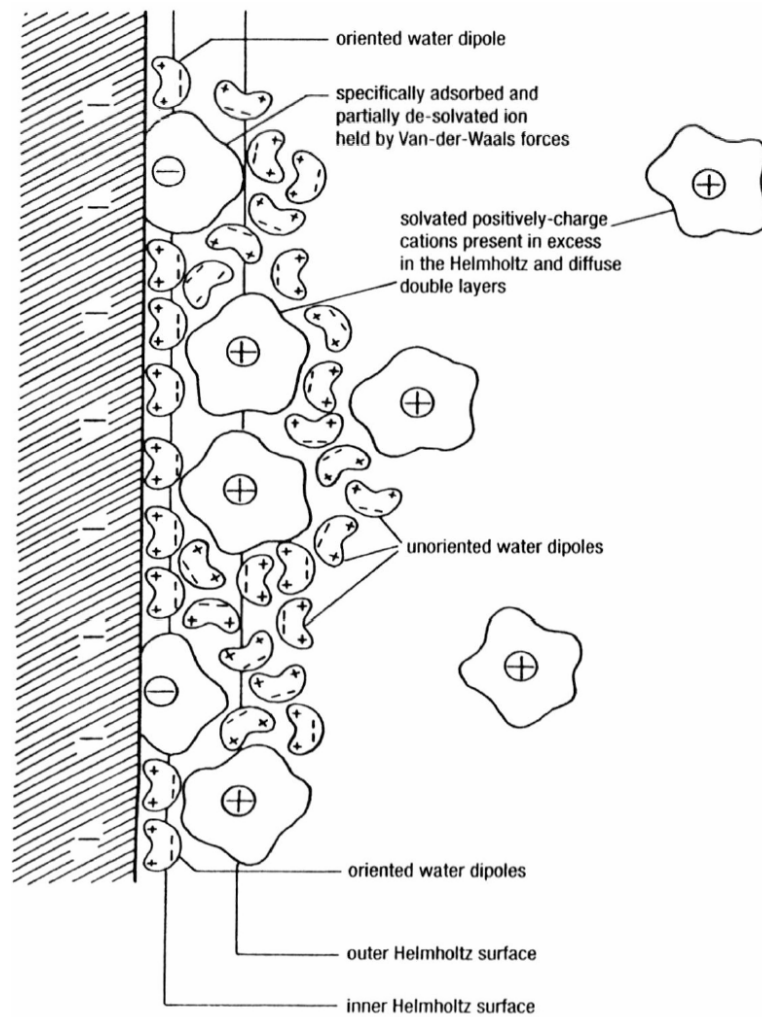 oriented water dipole
specifically adsorbed and
partially de-solvated ion
held by Van-der-Waals forces
solvated positively-charge
cations present in excess
in the Helmholtz and diffuse
double layers
unoriented water dipoles
oriented water dipoles
outer Helmholtz surface
inner Helmholtz surface